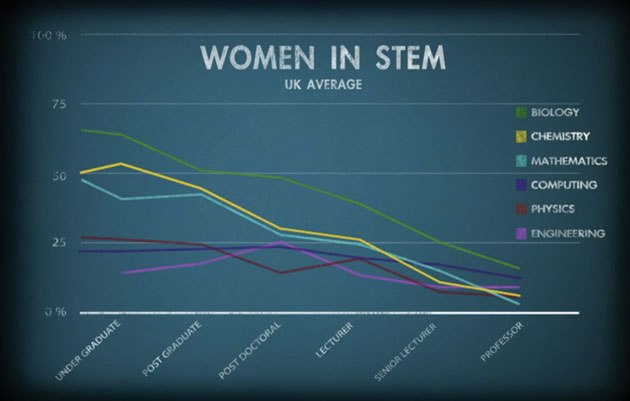 100 %
WOMEN IN STEM
UK AVERAGE
75
BIOLOGY
CHEMISTRY
MATHEMATICS
50
COMPUTING
PHYSICS
ENGINEERING
25
0 %
UNDER GRADUATE
POST GRADUATE
POST DOCTORAL
LECTURER
SENIOR LECTURER
PROFESSOR